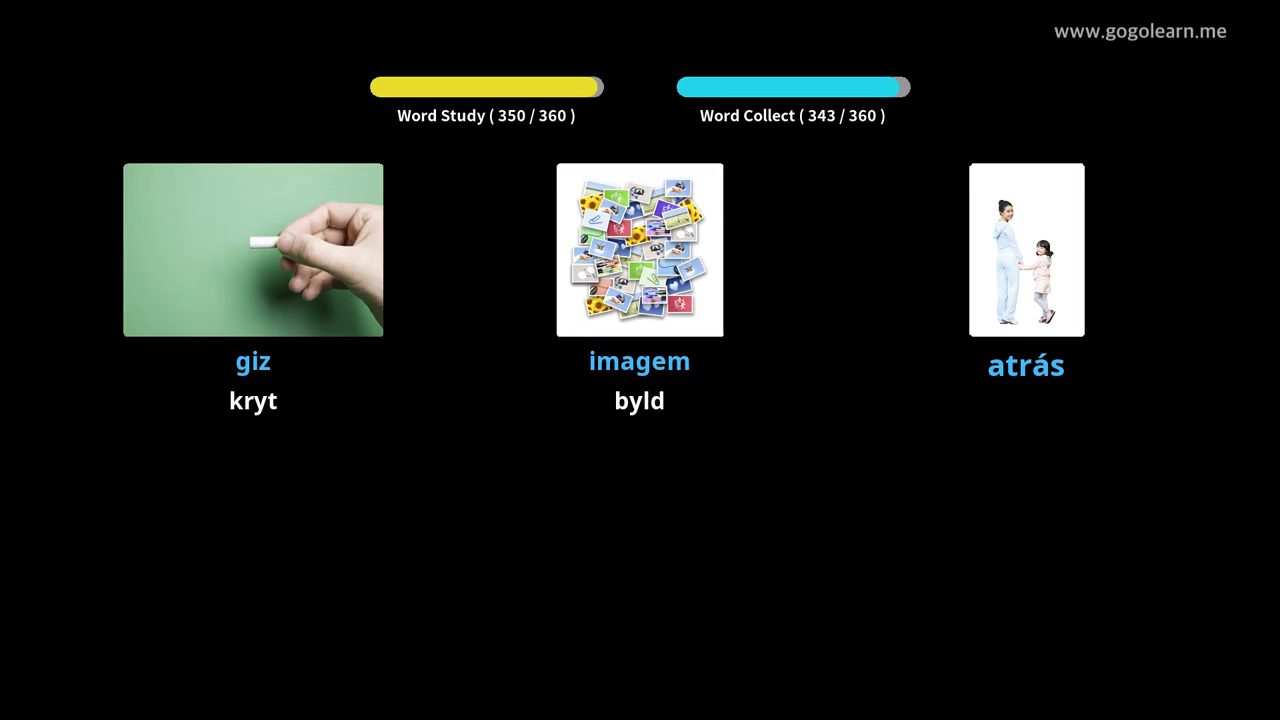 www.gogolearn.me
Word Study ( 350 / 360 )
Word Collect ( 343 / 360 )
giz
imagem
atrás
kryt
byld